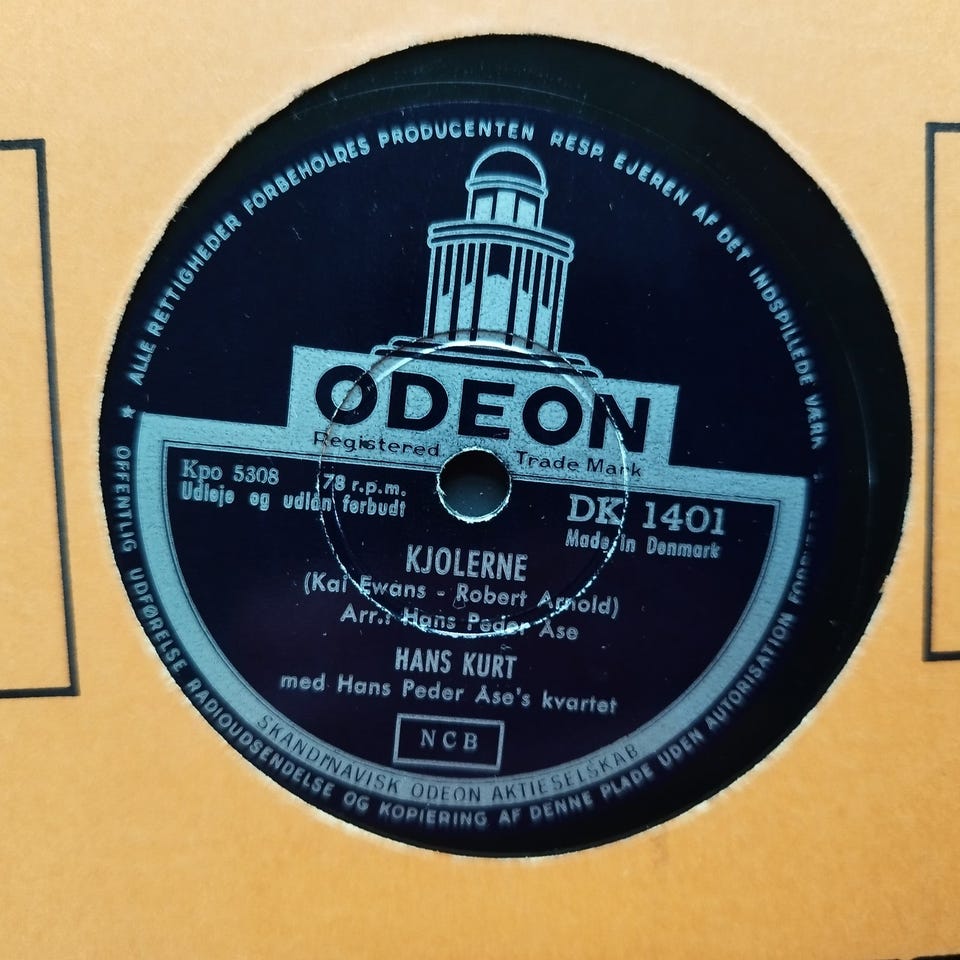 ALLE RETTIGHEDER FORBEHOLDES PRODUCENTEN RESP. EJEREN AF DET INDSPILLEDE VÆRK
ODEON
Registered Trade Mark
Kpo 5308 78 r.p.m.
Udleje og udlån forbudt
DK 1401
Made in Denmark
KJOLERNE
(Kai Ewans - Robert Arnold)
Arr.: Hans Peder Åse
HANS KURT
med Hans Peder Åse's kvartet
NCB
SKANDINAVISK ODEON AKTIESELSKAB
OFFENTLIG UDFØRELSE RADIOUDSENDELSE OG KOPIERING AF DENNE PLADE UDEN AUTORISATION FORBUDT